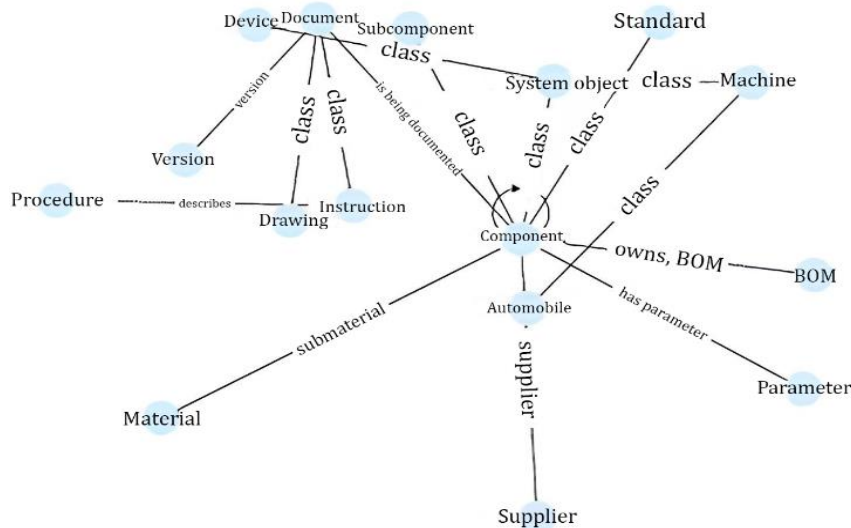 Device
Document
Subcomponent
Standard
class
System object
class
Machine
version
class
class
is being documented
class
class
class
Version
class
Procedure
describes
Drawing
Instruction
Component
owns, BOM
BOM
Automobile
has parameter
submaterial
supplier
Parameter
Material
Supplier